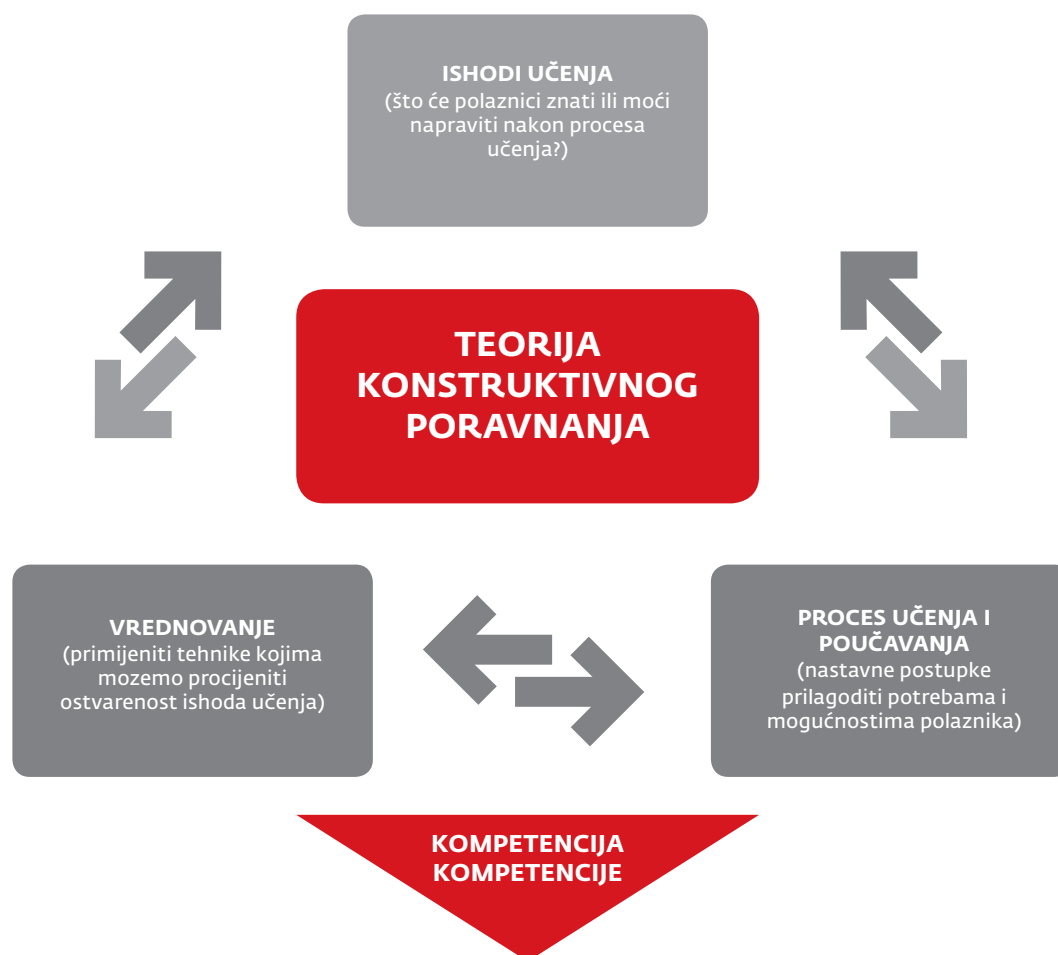 ISHODI UČENJA
(što će polaznici znati ili moći
napraviti nakon procesa
učenja?)
TEORIJA
KONSTRUKTIVNOG
PORAVNANJA
VREDNOVANJE
(primijeniti tehnike kojima
mozemo procijeniti
ostvarenost ishoda učenja)
PROCES UČENJA I
POUČAVANJA
(nastavne postupke
prilagoditi potrebama i
mogućnostima polaznika)
KOMPETENCIJA
KOMPETENCIJE